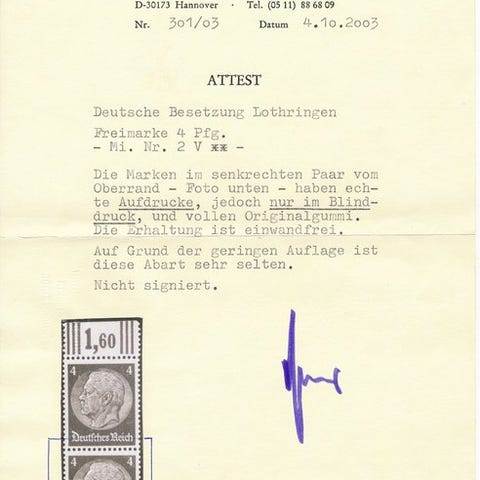 D-30173 Hannover · Tel. (05 11) 88 68 09
Nr. 301/03 Datum 4.10.2003
ATTEST
Deutsche Besetzung Lothringen
Freimarke 4 Pfg.
- Mi. Nr. 2 V xx -
Die Marken im senkrechten Paar vom
Oberrand - Foto unten - haben ech-
te Aufdrucke, jedoch nur im Blind-
druck, und vollen Originalgummi.
Die Erhaltung ist einwandfrei.
Auf Grund der geringen Auflage ist
diese Abart sehr selten.
Nicht signiert.
1,60
4 4
Deutsches Reich
4 4